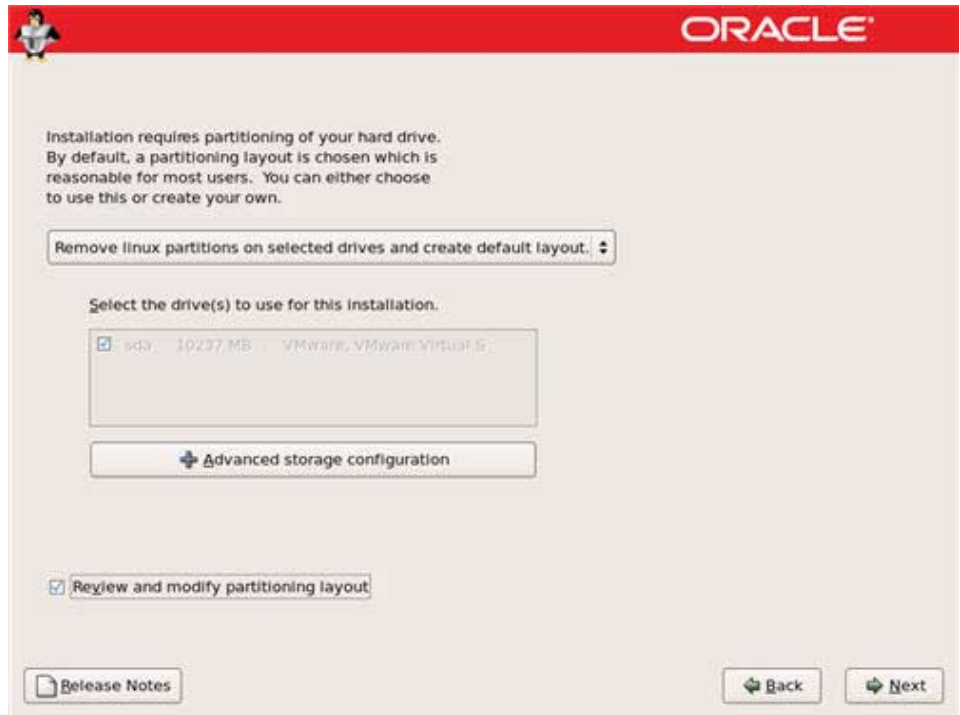 ORACLE
Installation requires partitioning of your hard drive.
By default, a partitioning layout is chosen which is
reasonable for most users. You can either choose
to use this or create your own.
Remove linux partitions on selected drives and create default layout.
Select the drive(s) to use for this installation.
sda 10237 MB VMware, VMware Virtual S
Advanced storage configuration
Review and modify partitioning layout
Release Notes
Back
Next